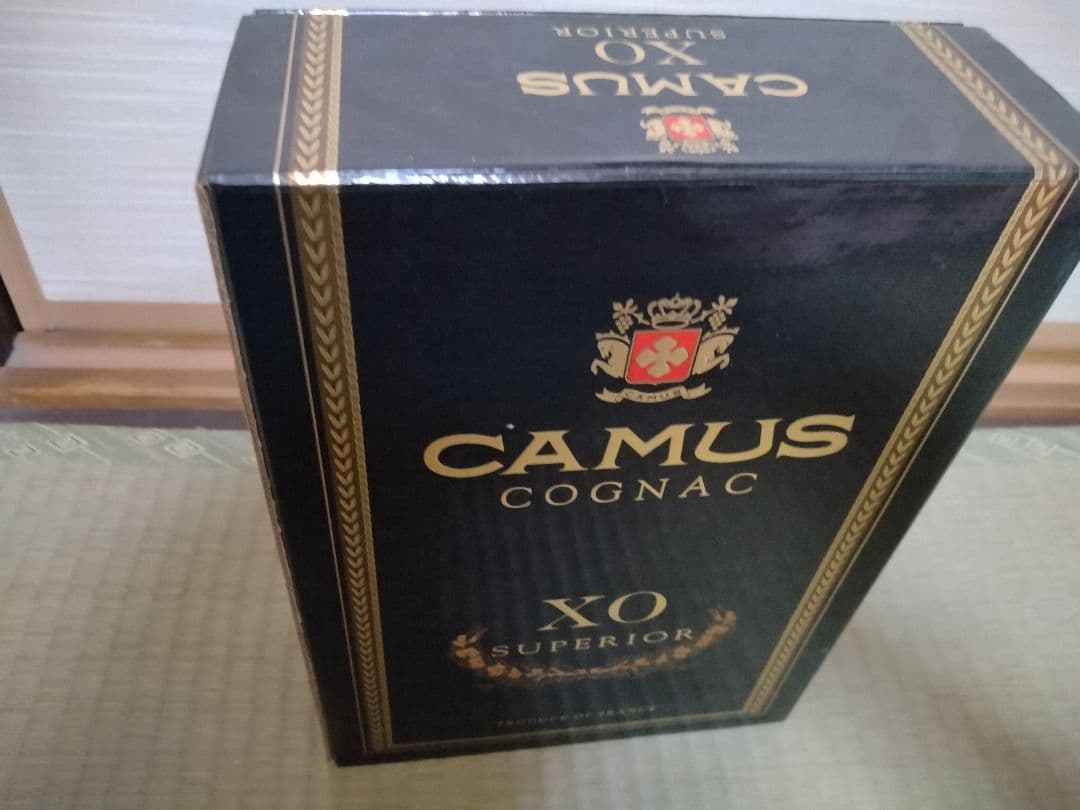 SUPERIOR
XO
CAMUS
CAMUS
CAMUS
COGNAC
XO
SUPERIOR
PRODUCE OF FRANCE